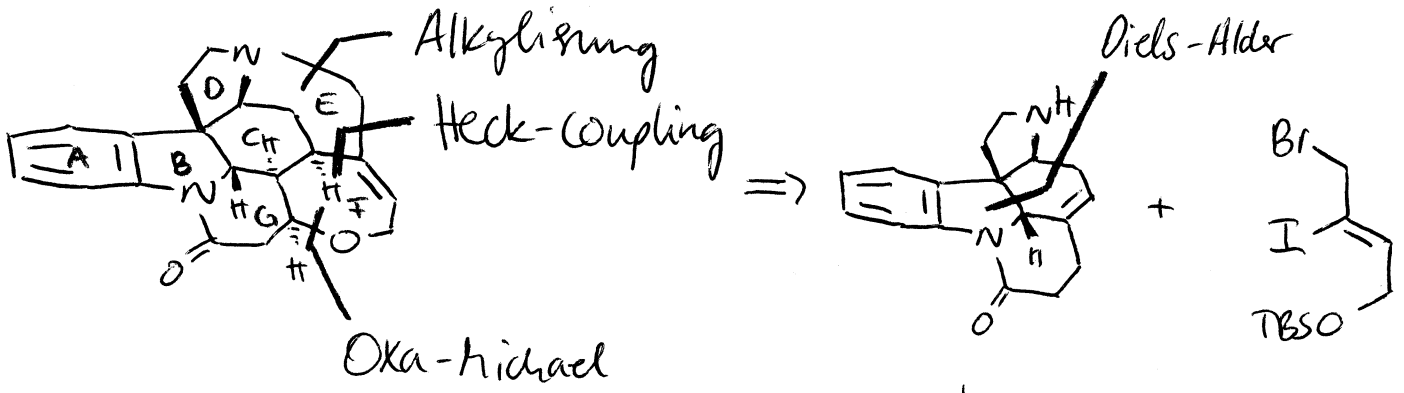 Alkylierung
Diels-Alder
N
D
E
Heck-coupling
NH
C H
A
B
Br
N
H
G
H
F
⇒
+
I
O
N
H
O
H
O
TBSO
Oxa-Michael